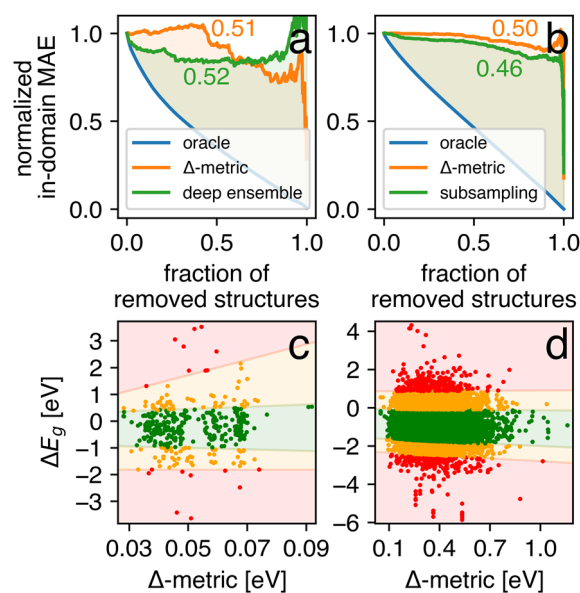 normalized
in-domain MAE
1.0
0.5
0.0
0.51
0.52
a
oracle
Δ-metric
deep ensemble
0.0
0.5
1.0
fraction of
removed structures
1.0
0.5
0.0
0.50
0.46
b
oracle
Δ-metric
subsampling
0.0
0.5
1.0
fraction of
removed structures
ΔEg [eV]
3
2
1
0
−1
−2
−3
c
0.03
0.05
0.07
0.09
Δ-metric [eV]
4
2
0
−2
−4
−6
d
0.1
0.4
0.7
1.0
Δ-metric [eV]